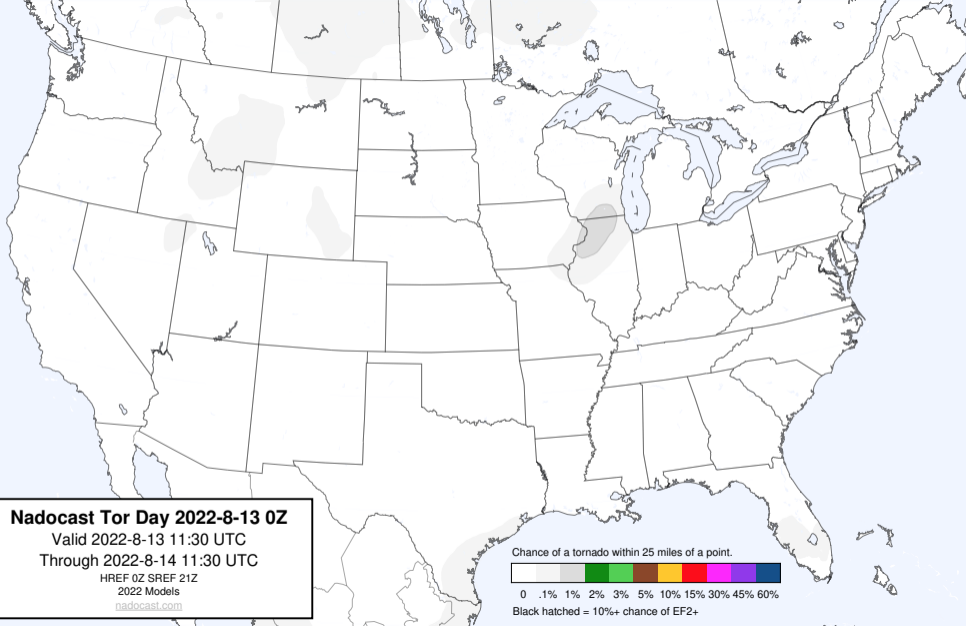 Nadocast Tor Day 2022-8-13 0Z
Valid 2022-8-13 11:30 UTC
Through 2022-8-14 11:30 UTC
HREF 0Z SREF 21Z
2022 Models
nadocast.com
Chance of a tornado within 25 miles of a point.
0 .1% 1% 2% 3% 5% 10% 15% 30% 45% 60%
Black hatched = 10%+ chance of EF2+